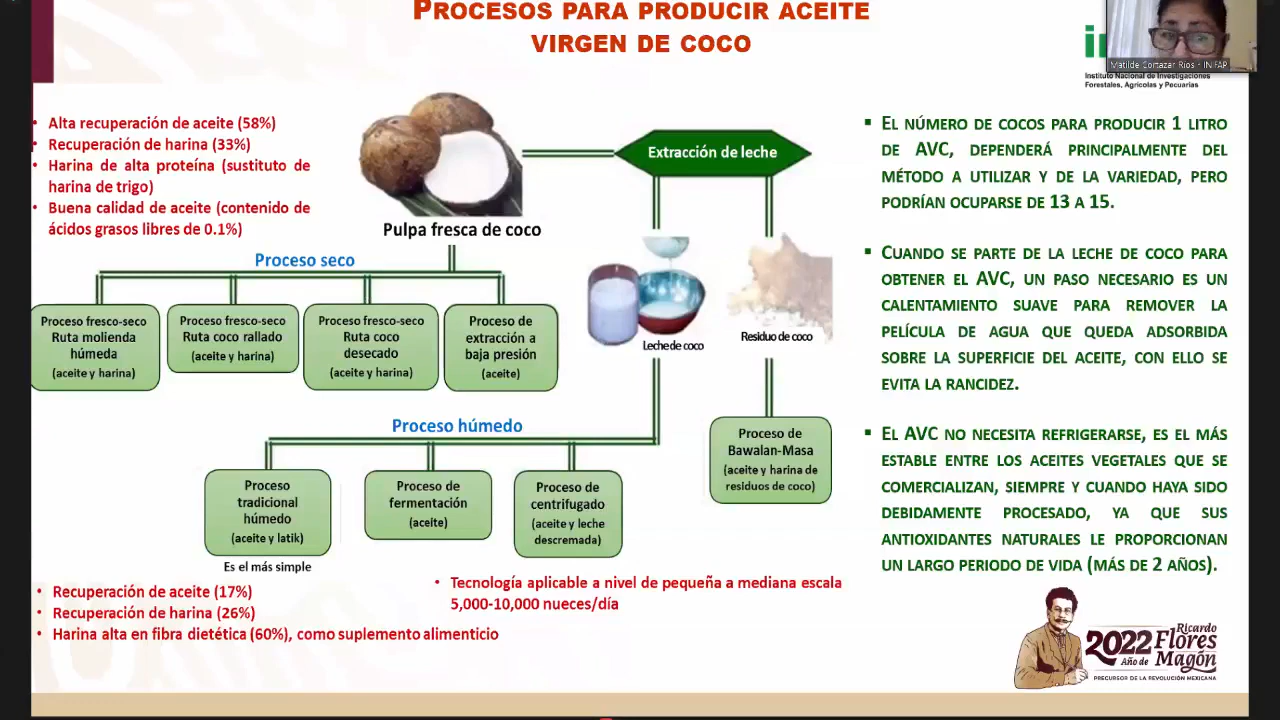 PROCESOS PARA PRODUCIR ACEITE
VIRGEN DE COCO
Matilde Cortazar Rios - INIFAP
Instituto Nacional de Investigaciones
Forestales, Agrícolas y Pecuarias
• Alta recuperación de aceite (58%)
• Recuperación de harina (33%)
• Harina de alta proteína (sustituto de
harina de trigo)
• Buena calidad de aceite (contenido de
ácidos grasos libres de 0.1%)
Pulpa fresca de coco
Extracción de leche
Proceso seco
Proceso fresco-seco
Ruta molienda
húmeda
(aceite y harina)
Proceso fresco-seco
Ruta coco rallado
(aceite y harina)
Proceso fresco-seco
Ruta coco
desecado
(aceite y harina)
Proceso de
extracción a
baja presión
(aceite)
Leche de coco
Residuo de coco
Proceso húmedo
Proceso
tradicional
húmedo
(aceite y latik)
Es el más simple
Proceso de
fermentación
(aceite)
Proceso de
centrifugado
(aceite y leche
descremada)
Proceso de
Bawalan-Masa
(aceite y harina de
residuos de coco)
• Recuperación de aceite (17%)
• Recuperación de harina (26%)
• Harina alta en fibra dietética (60%), como suplemento alimenticio
• Tecnología aplicable a nivel de pequeña a mediana escala
5,000-10,000 nueces/día
▪ EL NÚMERO DE COCOS PARA PRODUCIR 1 LITRO
DE AVC, DEPENDERÁ PRINCIPALMENTE DEL
MÉTODO A UTILIZAR Y DE LA VARIEDAD, PERO
PODRÍAN OCUPARSE DE 13 A 15.
▪ CUANDO SE PARTE DE LA LECHE DE COCO PARA
OBTENER EL AVC, UN PASO NECESARIO ES UN
CALENTAMIENTO SUAVE PARA REMOVER LA
PELÍCULA DE AGUA QUE QUEDA ADSORBIDA
SOBRE LA SUPERFICIE DEL ACEITE, CON ELLO SE
EVITA LA RANCIDEZ.
▪ EL AVC NO NECESITA REFRIGERARSE, ES EL MÁS
ESTABLE ENTRE LOS ACEITES VEGETALES QUE SE
COMERCIALIZAN, SIEMPRE Y CUANDO HAYA SIDO
DEBIDAMENTE PROCESADO, YA QUE SUS
ANTIOXIDANTES NATURALES LE PROPORCIONAN
UN LARGO PERIODO DE VIDA (MÁS DE 2 AÑOS).
2022 Ricardo
Flores
Año de Magón
PRECURSOR DE LA REVOLUCIÓN MEXICANA